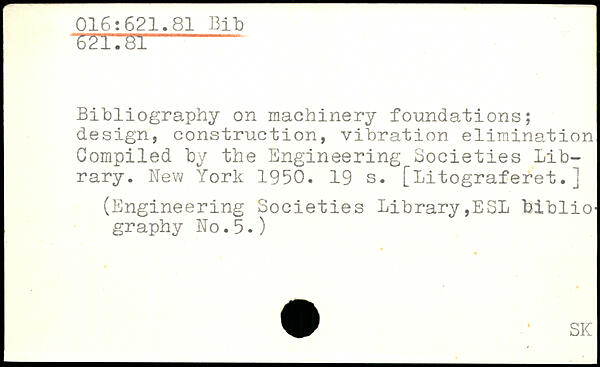 016:621.81 Bib
621.81
Bibliography on machinery foundations;
design, construction, vibration elimination
Compiled by the Engineering Societies Lib-
rary. New York 1950. 19 s. [Litograferet.]
(Engineering Societies Library,ESL biblio-
graphy No.5.)
SK